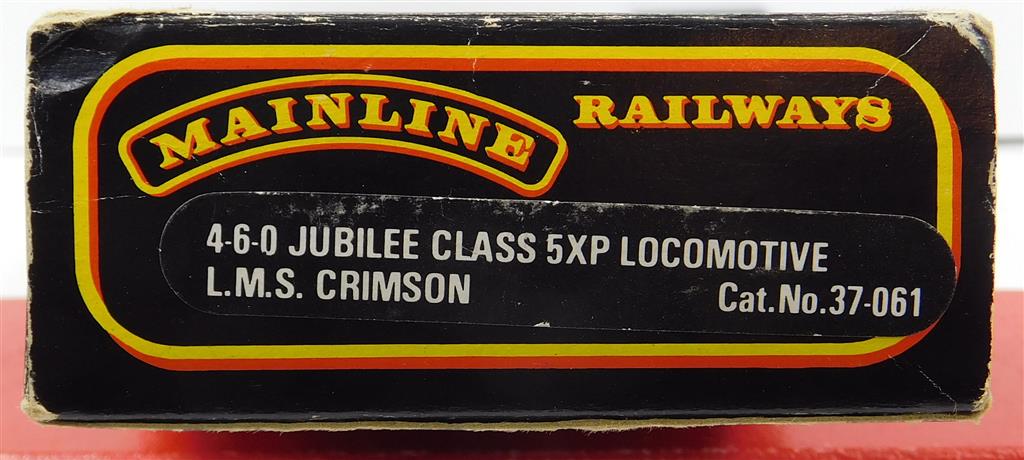 MAINLINE RAILWAYS
4-6-0 JUBILEE CLASS 5XP LOCOMOTIVE
L.M.S. CRIMSON Cat.No.37-061